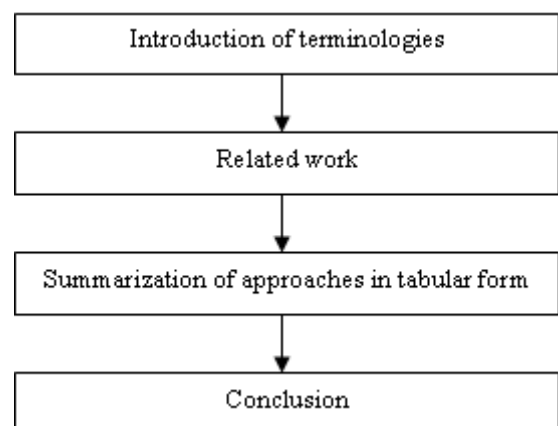 Introduction of terminologies
Related work
Summarization of approaches in tabular form
Conclusion